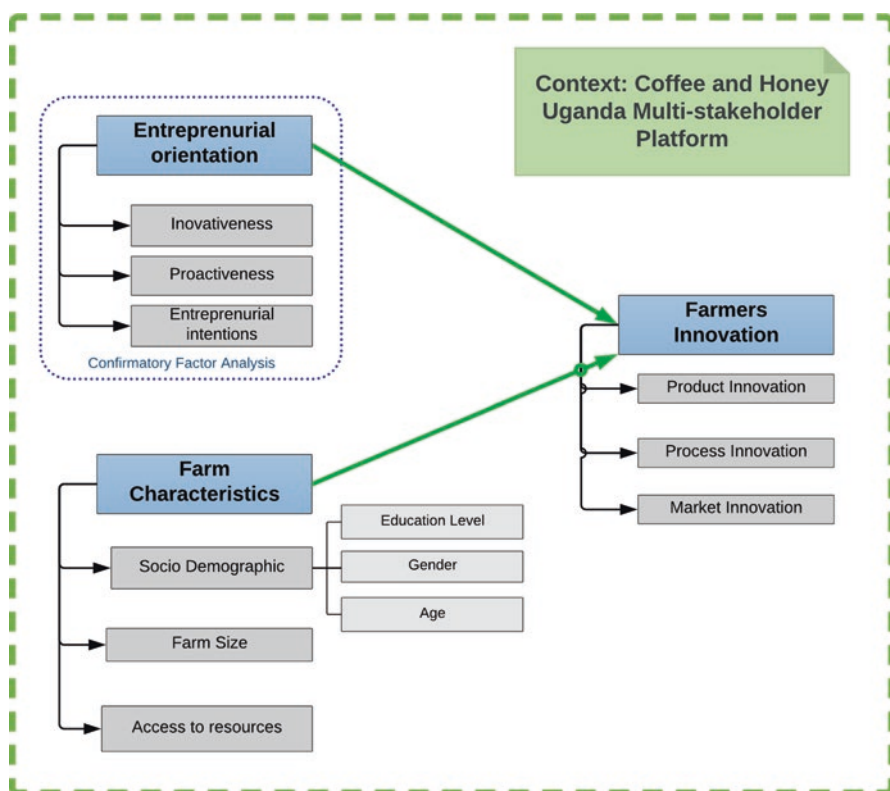 Context: Coffee and Honey
Uganda Multi-stakeholder
Platform
Entreprenurial
orientation
Inovativeness
Proactiveness
Entreprenurial
intentions
Confirmatory Factor Analysis
Farmers
Innovation
Product Innovation
Process Innovation
Market Innovation
Farm
Characteristics
Socio Demographic
Education Level
Gender
Age
Farm Size
Access to resources